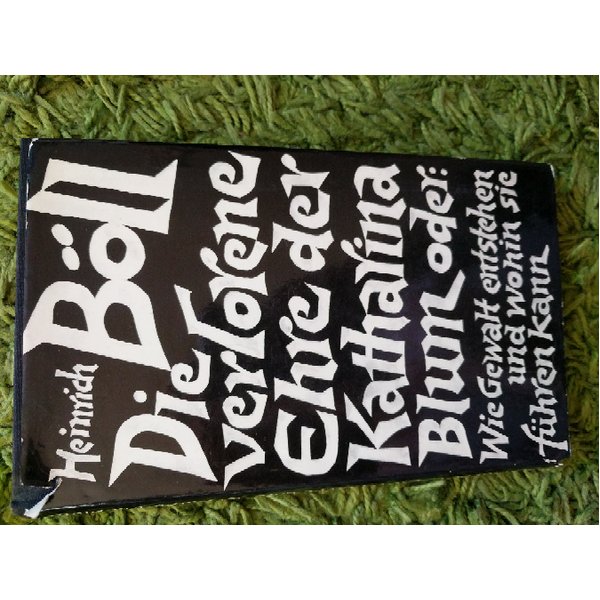 Heinrich
Böll
Die
verlorene
Ehre der
Katharina
Blum oder:
Wie Gewalt entstehen
und wohin sie
führen kann